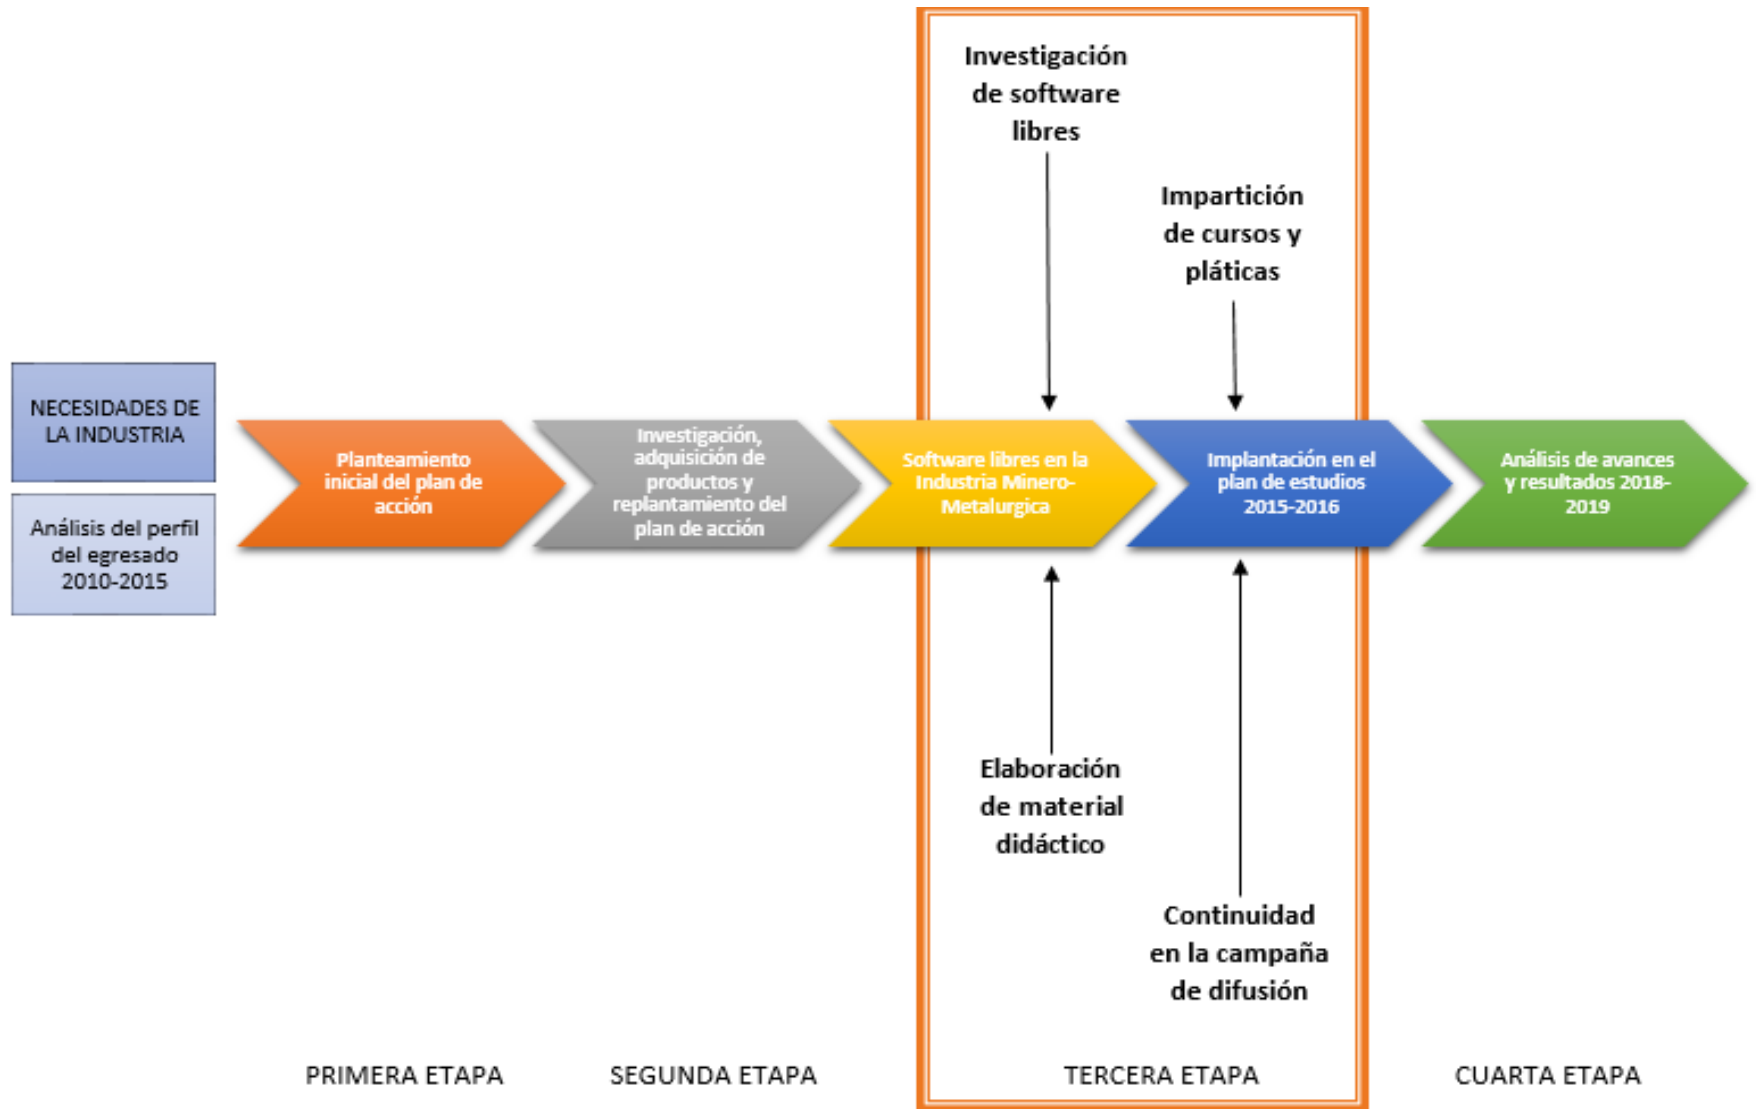 Investigación
de software
libres
Impartición
de cursos y
pláticas
NECESIDADES DE
LA INDUSTRIA
Análisis del perfil
del egresado
2010-2015
Planteamiento
inicial del plan de
acción
Investigación,
adquisición de
productos y
replantamiento del
plan de acción
Software libres en la
Industria Minero-
Metalurgica
Implantación en el
plan de estudios
2015-2016
Análisis de avances
y resultados 2018-
2019
Elaboración
de material
didáctico
Continuidad
en la campaña
de difusión
PRIMERA ETAPA
SEGUNDA ETAPA
TERCERA ETAPA
CUARTA ETAPA